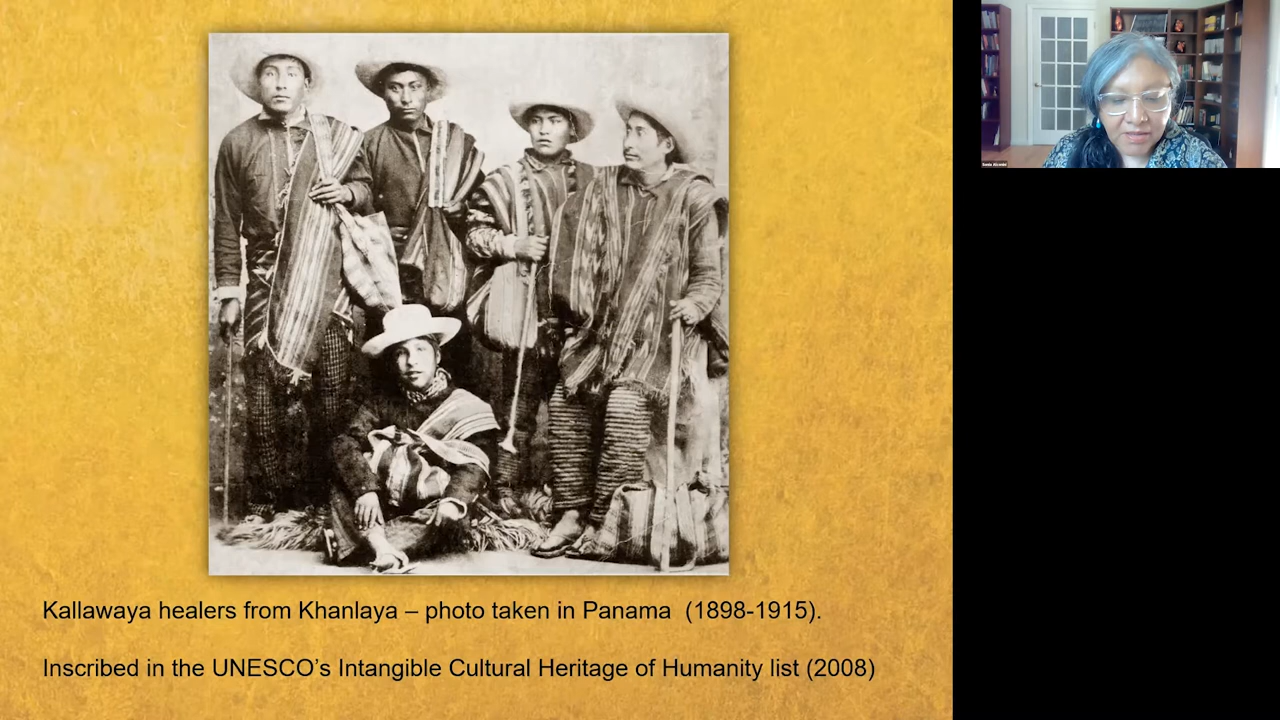 Kallawaya healers from Khanlaya – photo taken in Panama (1898-1915).
Inscribed in the UNESCO’s Intangible Cultural Heritage of Humanity list (2008)